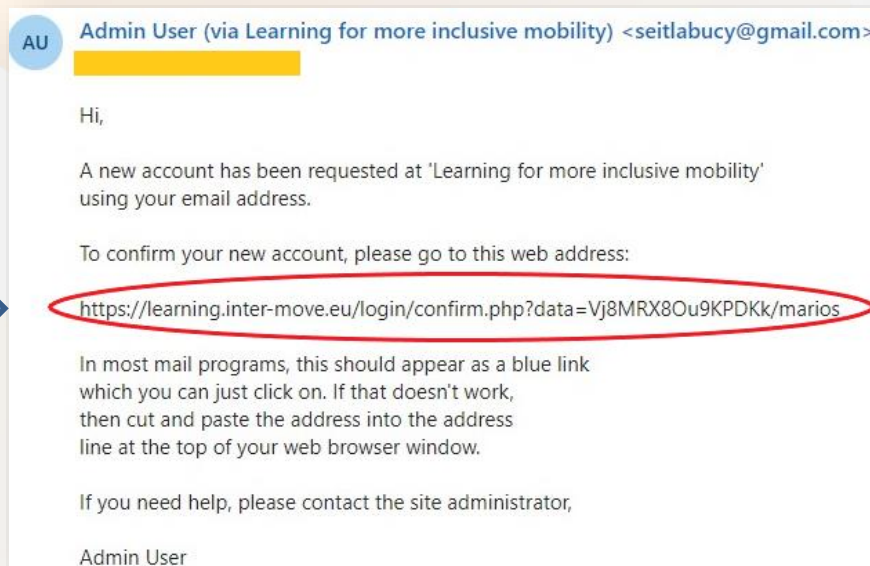 AU
Admin User (via Learning for more inclusive mobility) <seitlabucy@gmail.com>
Hi,
A new account has been requested at 'Learning for more inclusive mobility'
using your email address.
To confirm your new account, please go to this web address:
https://learning.inter-move.eu/login/confirm.php?data=Vj8MRX8Ou9KPDKk/marios
In most mail programs, this should appear as a blue link
which you can just click on. If that doesn't work,
then cut and paste the address into the address
line at the top of your web browser window.
If you need help, please contact the site administrator,
Admin User